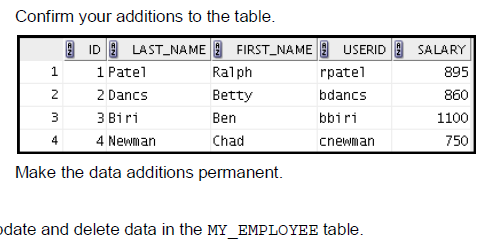 Confirm your additions to the table.
ID LAST_NAME FIRST_NAME USERID SALARY
1 1 Patel Ralph rpatel 895
2 2 Dancs Betty bdancs 860
3 3 Biri Ben bbiri 1100
4 4 Newman Chad cnewman 750
Make the data additions permanent.
and delete data in the MY_EMPLOYEE table.